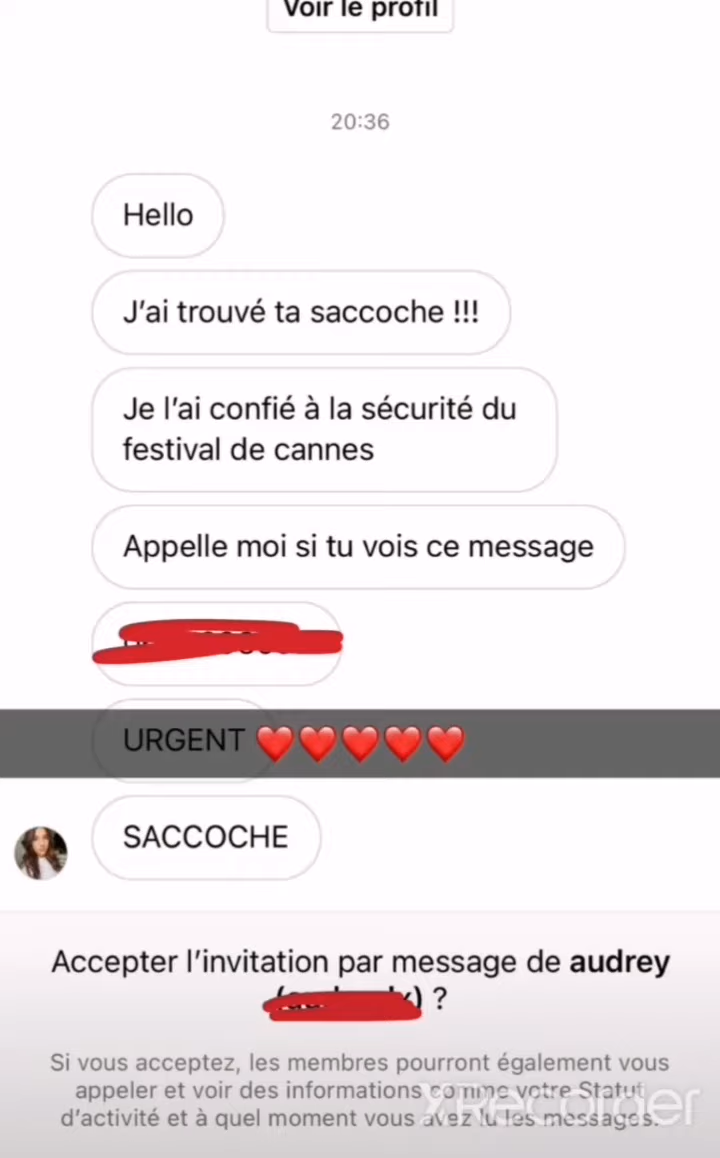 Voir le profil
20:36
Hello
J'ai trouvé ta saccoche !!!
Je l'ai confié à la sécurité du
festival de cannes
Appelle moi si tu vois ce message
URGENT ❤️❤️❤️❤️❤️
SACCOCHE
Accepter l'invitation par message de audrey
) ?
Si vous acceptez, les membres pourront également vous
appeler et voir des informations comme votre Statut
d'activité et à quel moment vous avez lu les messages.
XRecorder